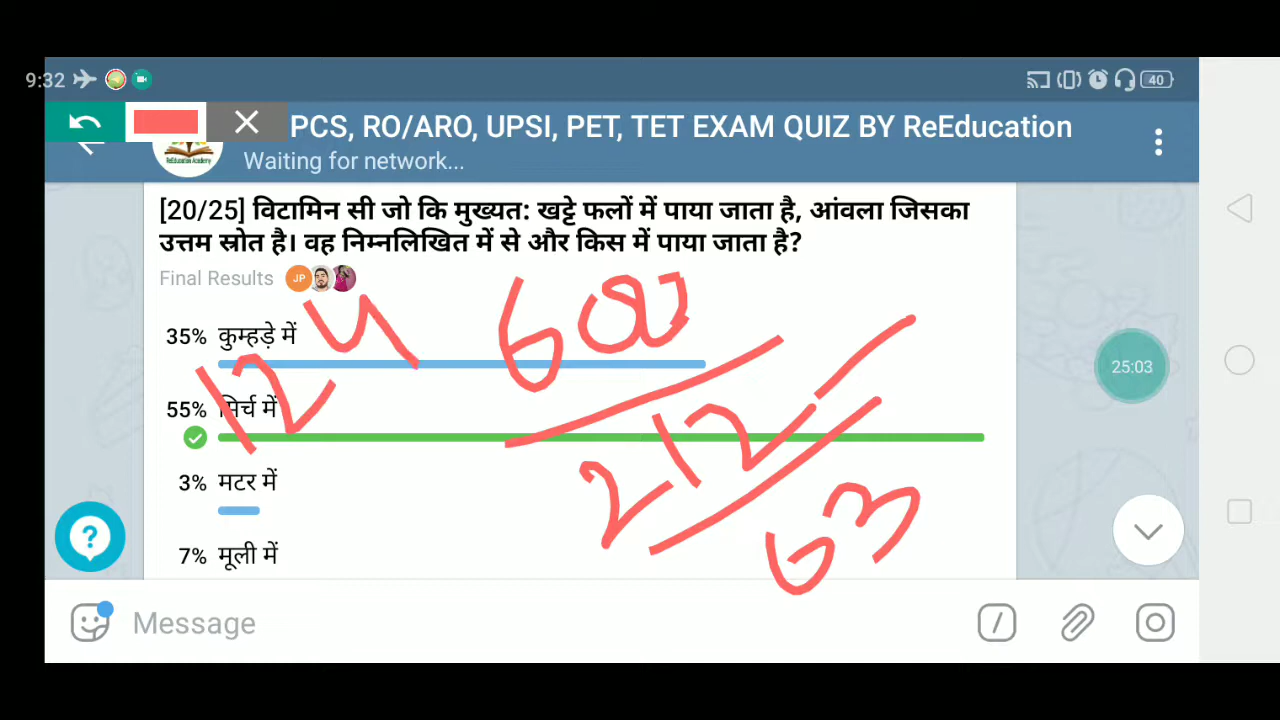 9:32
40
PCS, RO/ARO, UPSI, PET, TET EXAM QUIZ BY ReEducation
Waiting for network...
[20/25] विटामिन सी जो कि मुख्यत: खट्टे फलों में पाया जाता है, आंवला जिसका
उत्तम स्रोत है। वह निम्नलिखित में से और किस में पाया जाता है?
Final Results JP
35% कुम्हड़े में
124
600
25:03
55% मिर्च में
212
3% मटर में
63
7% मूली में
?
Message